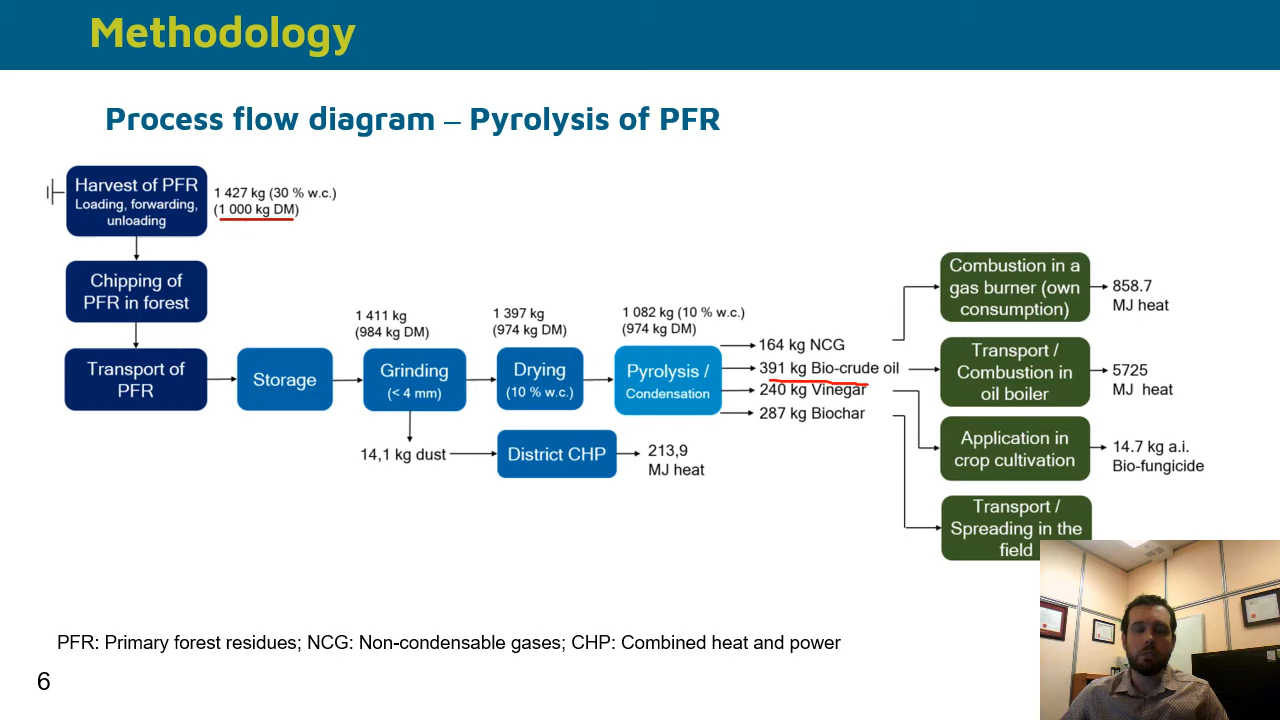 Methodology
Process flow diagram – Pyrolysis of PFR
Harvest of PFR
Loading, forwarding,
unloading
1 427 kg (30 % w.c.)
(1 000 kg DM)
Chipping of
PFR in forest
Transport of
PFR
Storage
1 411 kg
(984 kg DM)
Grinding
(< 4 mm)
14,1 kg dust
District CHP
213,9
MJ heat
1 397 kg
(974 kg DM)
Drying
(10 % w.c.)
1 082 kg (10 % w.c.)
(974 kg DM)
Pyrolysis /
Condensation
164 kg NCG
391 kg Bio-crude oil
240 kg Vinegar
287 kg Biochar
Combustion in a
gas burner (own
consumption)
858.7
MJ heat
Transport /
Combustion in
oil boiler
5725
MJ heat
Application in
crop cultivation
14.7 kg a.i.
Bio-fungicide
Transport /
Spreading in the
field
PFR: Primary forest residues; NCG: Non-condensable gases; CHP: Combined heat and power
6